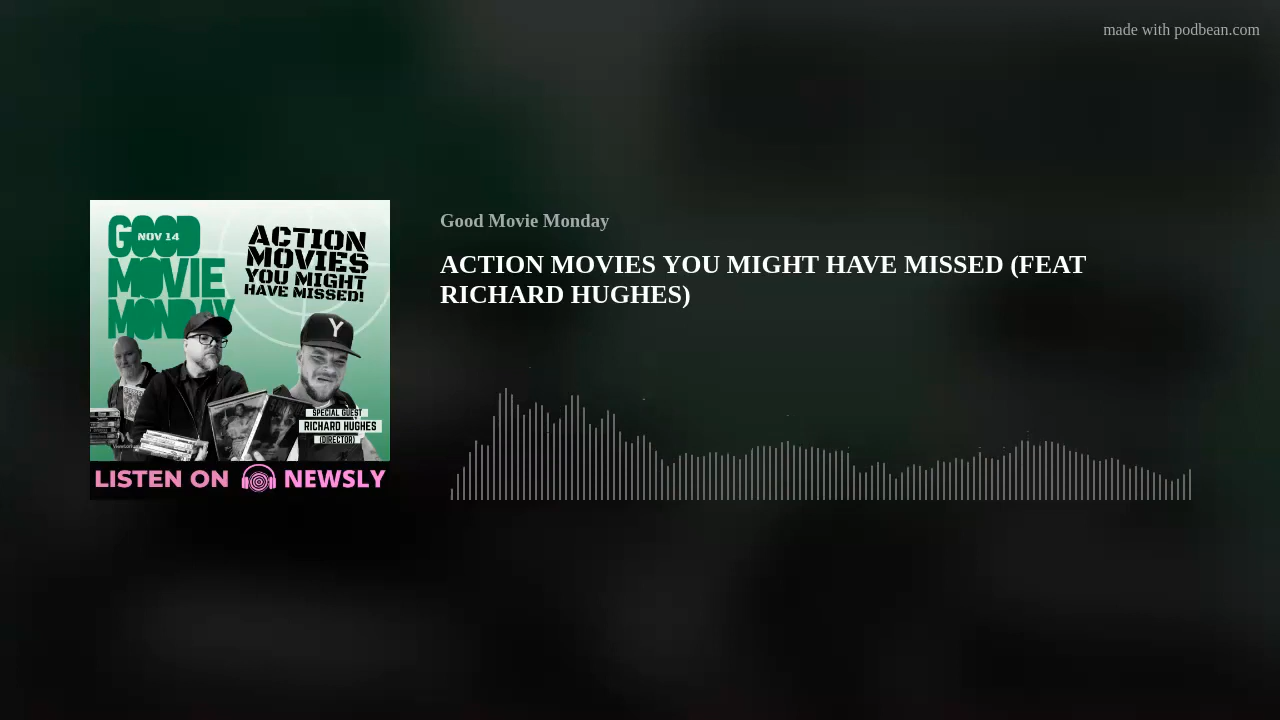 made with podbean.com
GOOD
NOV 14
MOVIE
MONDAY
ACTION
MOVIES
YOU MIGHT
HAVE MISSED!
Y
SPECIAL GUEST
RICHARD HUGHES
(DIRECTOR)
LISTEN ON NEWSLY
Good Movie Monday
ACTION MOVIES YOU MIGHT HAVE MISSED (FEAT
RICHARD HUGHES)